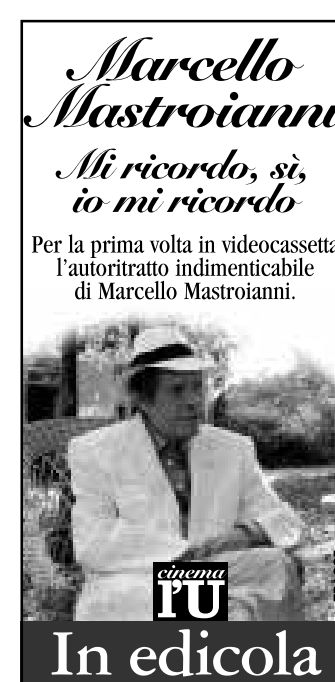 Marcello
Mastroianni
Mi ricordo, sì,
io mi ricordo
Per la prima volta in videocassetta
l'autoritratto indimenticabile
di Marcello Mastroianni.
cinema
l'U
In edicola